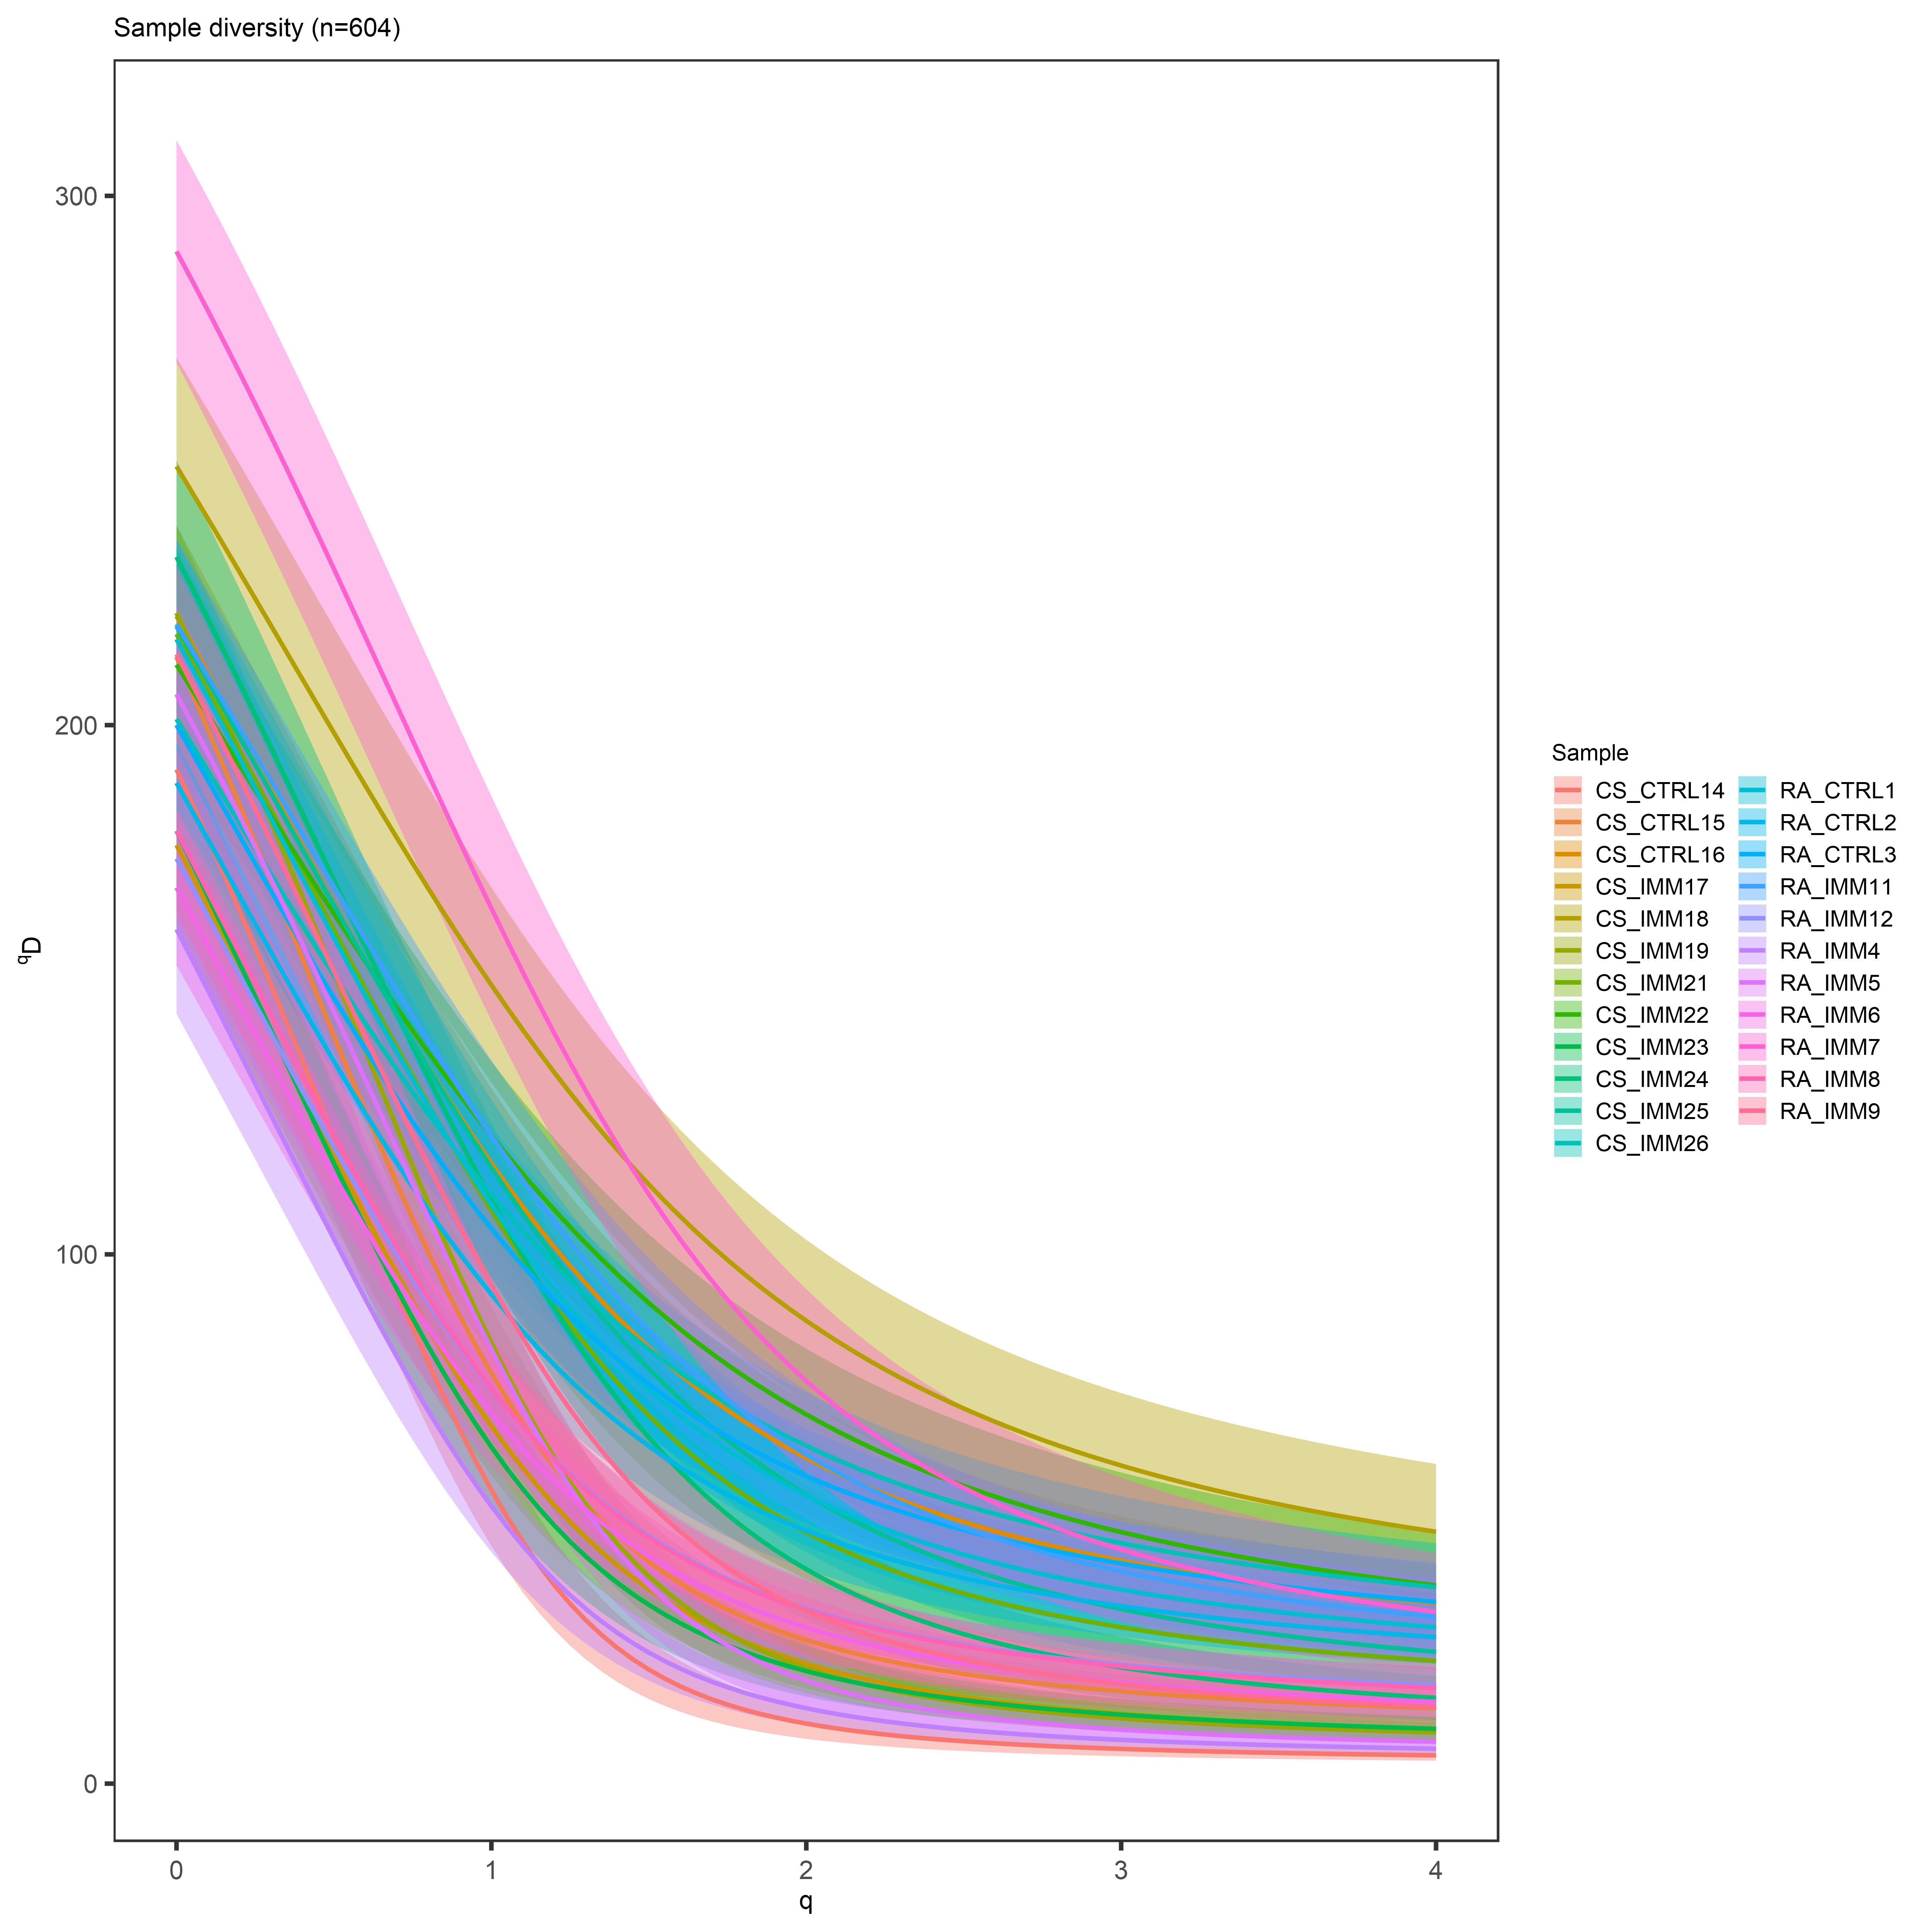 Sample diversity (n=604)
300
200
100
0
qD
0 1 2 3 4
q
Sample
CS_CTRL14 RA_CTRL1
CS_CTRL15 RA_CTRL2
CS_CTRL16 RA_CTRL3
CS_IMM17 RA_IMM11
CS_IMM18 RA_IMM12
CS_IMM19 RA_IMM4
CS_IMM21 RA_IMM5
CS_IMM22 RA_IMM6
CS_IMM23 RA_IMM7
CS_IMM24 RA_IMM8
CS_IMM25 RA_IMM9
CS_IMM26